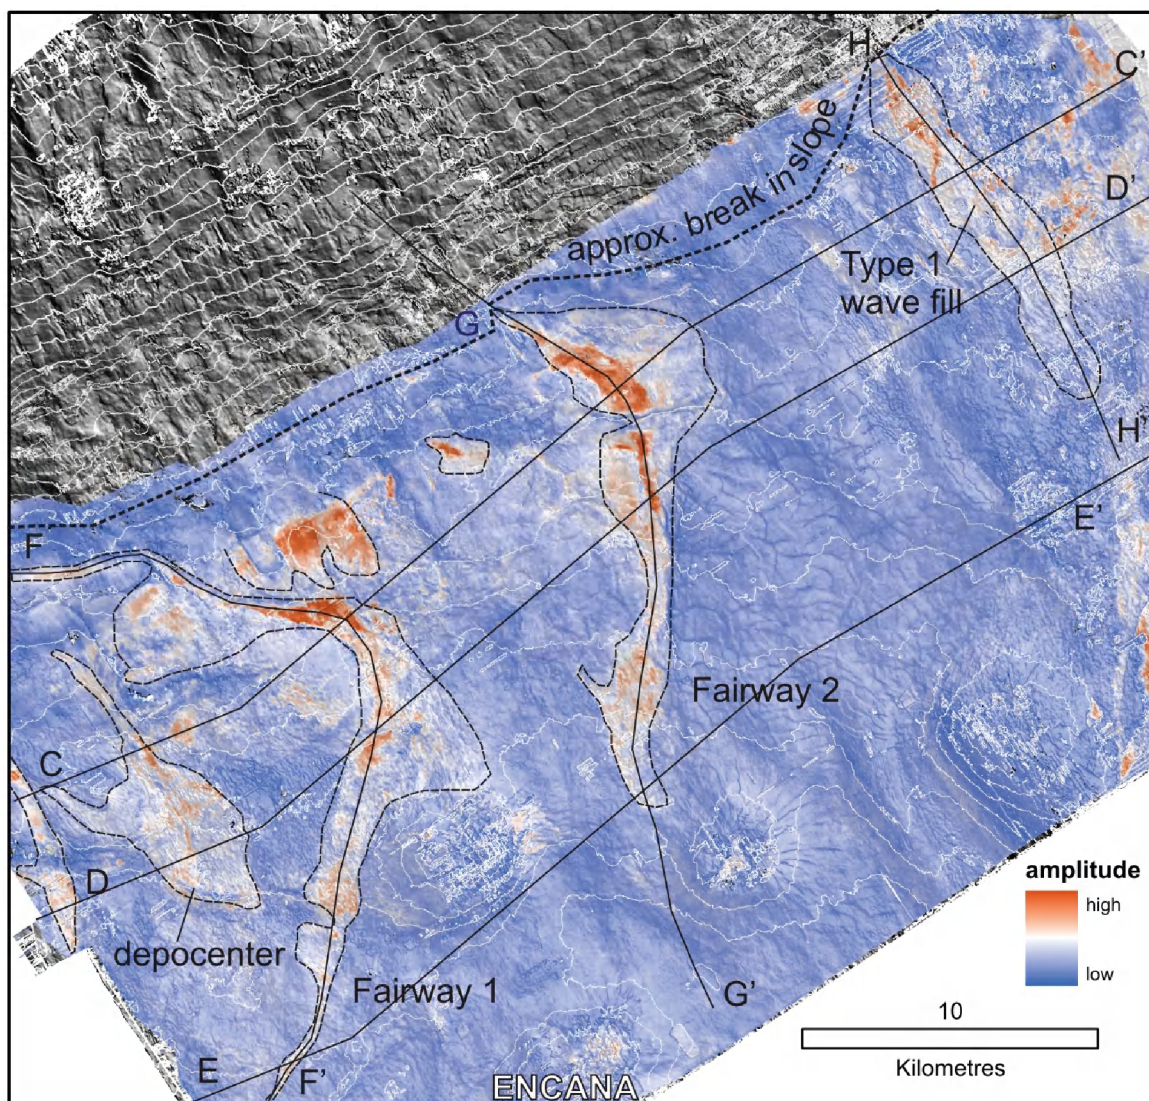 H
C'
approx. break in slope
D'
Type 1
wave fill
G
H'
E'
F
Fairway 2
C
amplitude
high
low
D
depocenter
Fairway 1
G'
10
Kilometres
E
F'
ENCANA